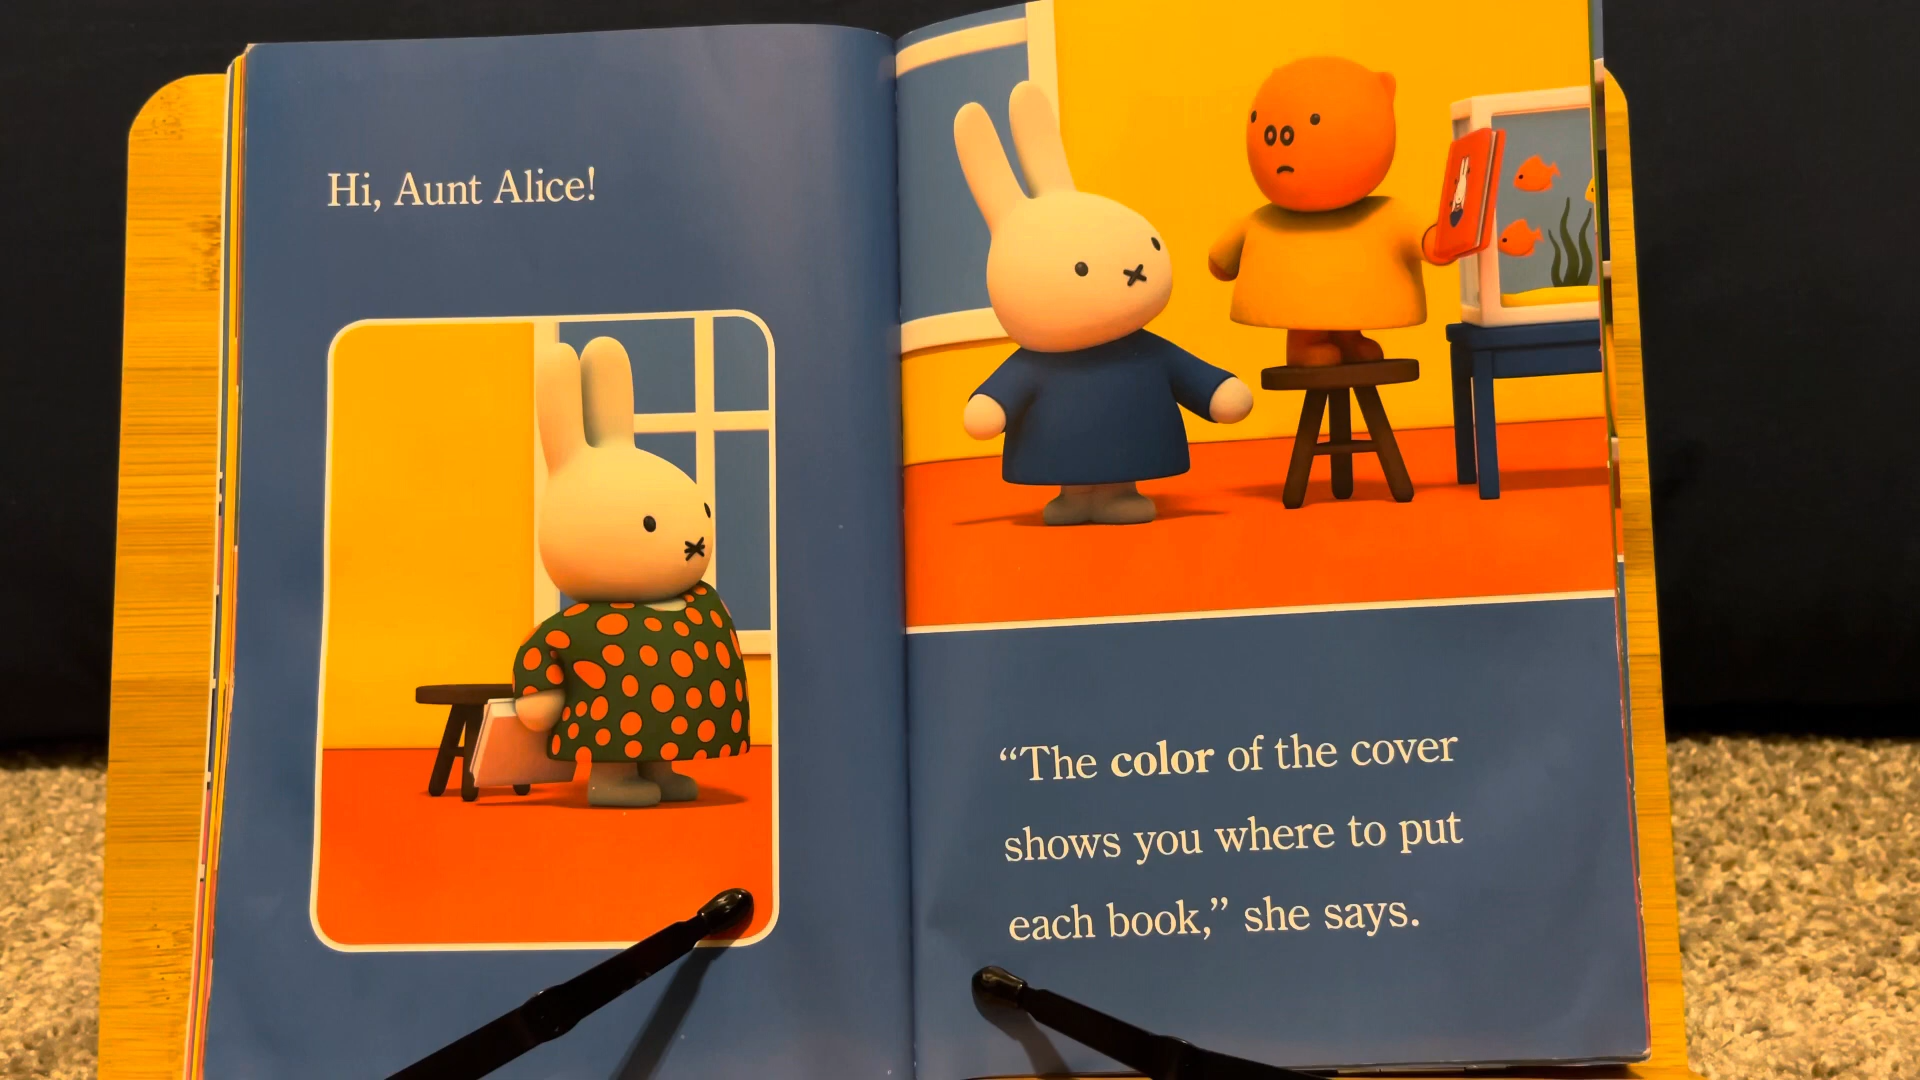 Hi, Aunt Alice!
“The color of the cover
shows you where to put
each book,” she says.